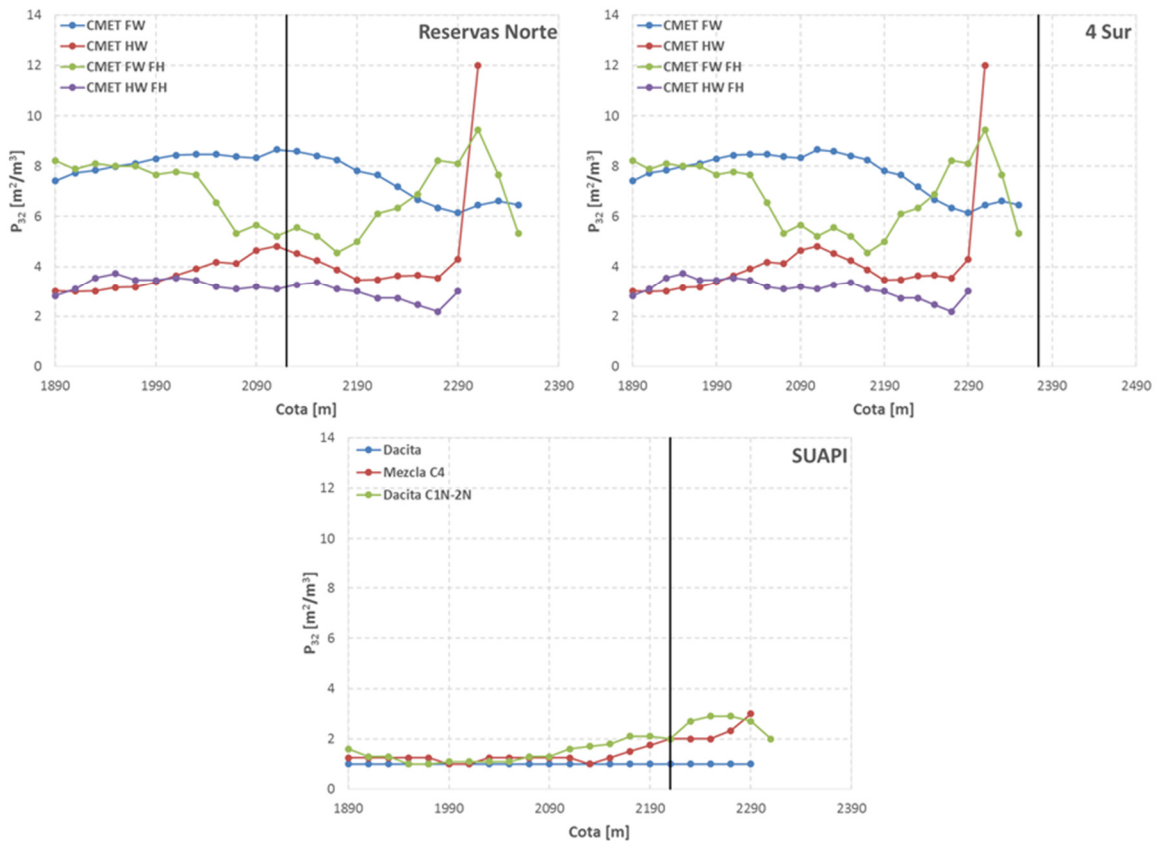 Reservas Norte
CMET FW
CMET HW
CMET FW FH
CMET HW FH
P32 [m²/m³]
14
12
10
8
6
4
2
0
1890 1990 2090 2190 2290 2390
Cota [m]
4 Sur
CMET FW
CMET HW
CMET FW FH
CMET HW FH
P32 [m²/m³]
14
12
10
8
6
4
2
0
1890 1990 2090 2190 2290 2390 2490
Cota [m]
SUAPI
Dacita
Mezcla C4
Dacita C1N-2N
P32 [m²/m³]
14
12
10
8
6
4
2
0
1890 1990 2090 2190 2290 2390
Cota [m]